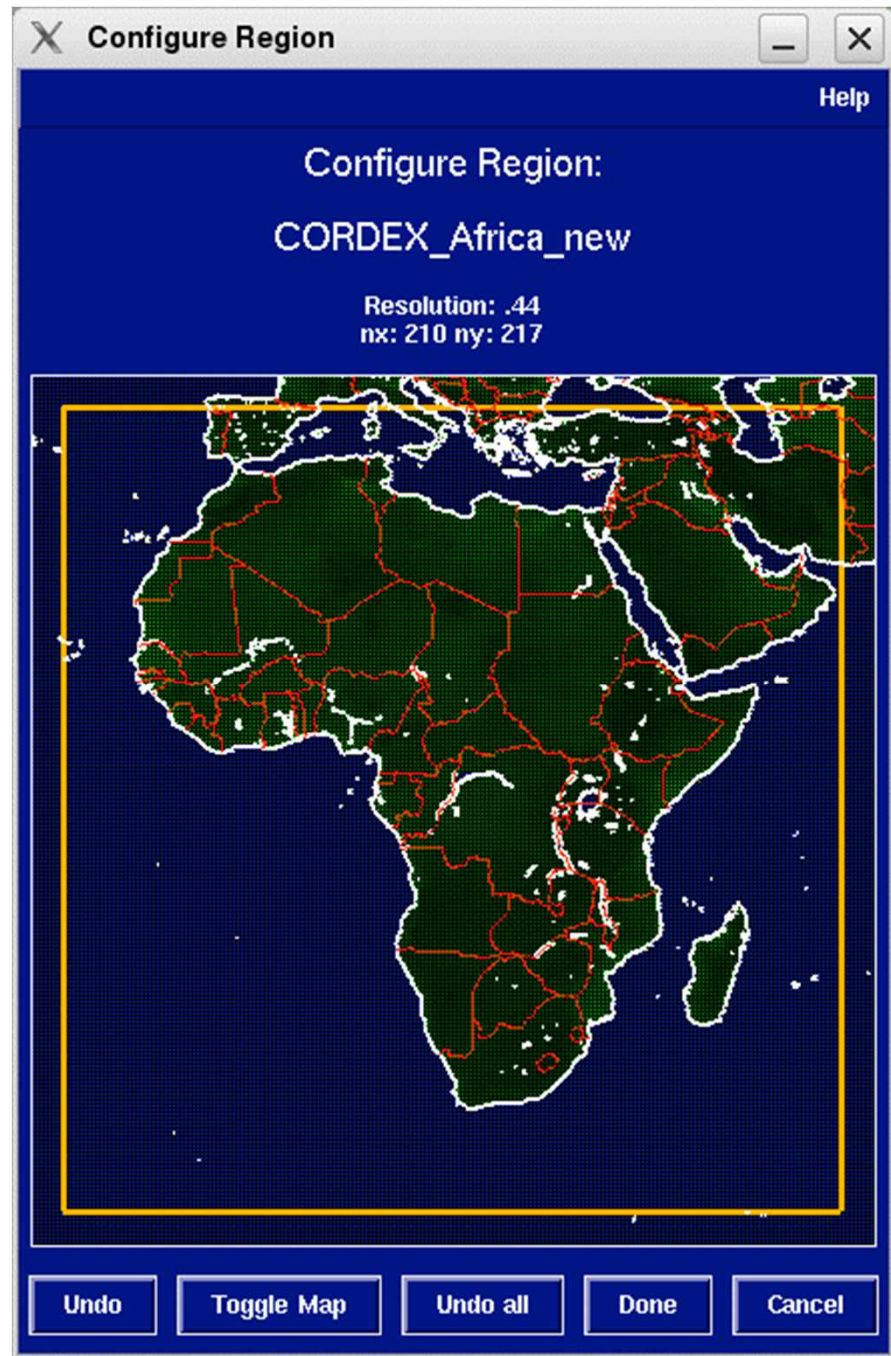 Configure Region
Help
Configure Region:
CORDEX_Africa_new
Resolution: .44
nx: 210 ny: 217
Undo
Toggle Map
Undo all
Done
Cancel